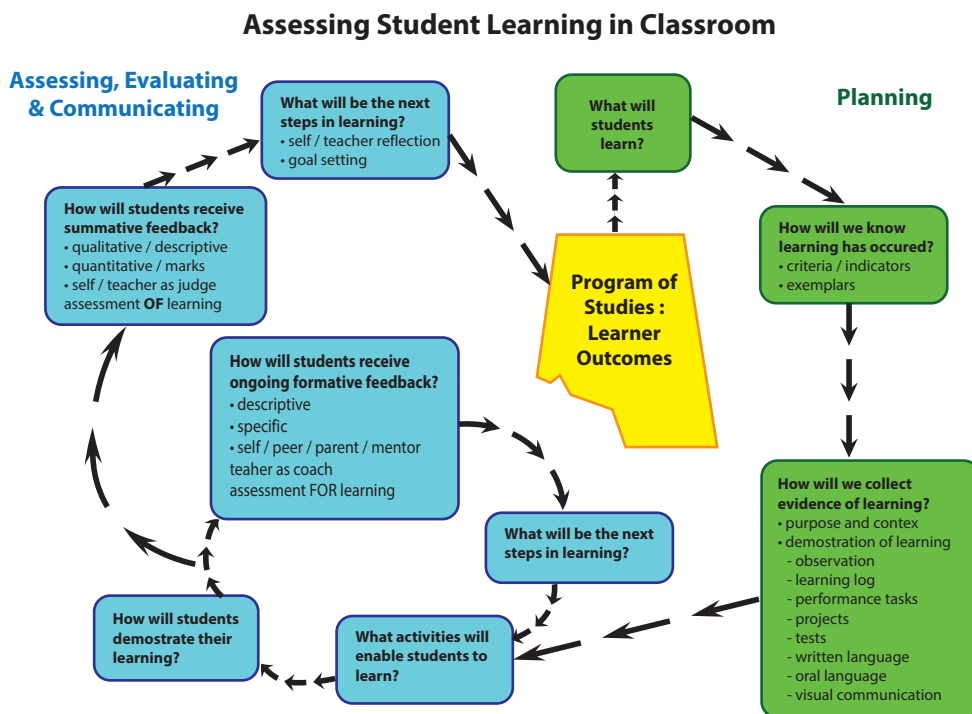 Assessing Student Learning in Classroom
Assessing, Evaluating
& Communicating
Planning
What will be the next
steps in learning?
• self / teacher reflection
• goal setting
What will
students
learn?
How will students receive
summative feedback?
• qualitative / descriptive
• quantitative / marks
• self / teacher as judge
assessment OF learning
How will we know
learning has occured?
• criteria / indicators
• exemplars
Program of
Studies :
Learner
Outcomes
How will students receive
ongoing formative feedback?
• descriptive
• specific
• self / peer / parent / mentor
teaher as coach
assessment FOR learning
How will we collect
evidence of learning?
• purpose and contex
• demostration of learning
- observation
- learning log
- performance tasks
- projects
- tests
- written language
- oral language
- visual communication
What will be the next
steps in learning?
How will students
demostrate their
learning?
What activities will
enable students to
learn?